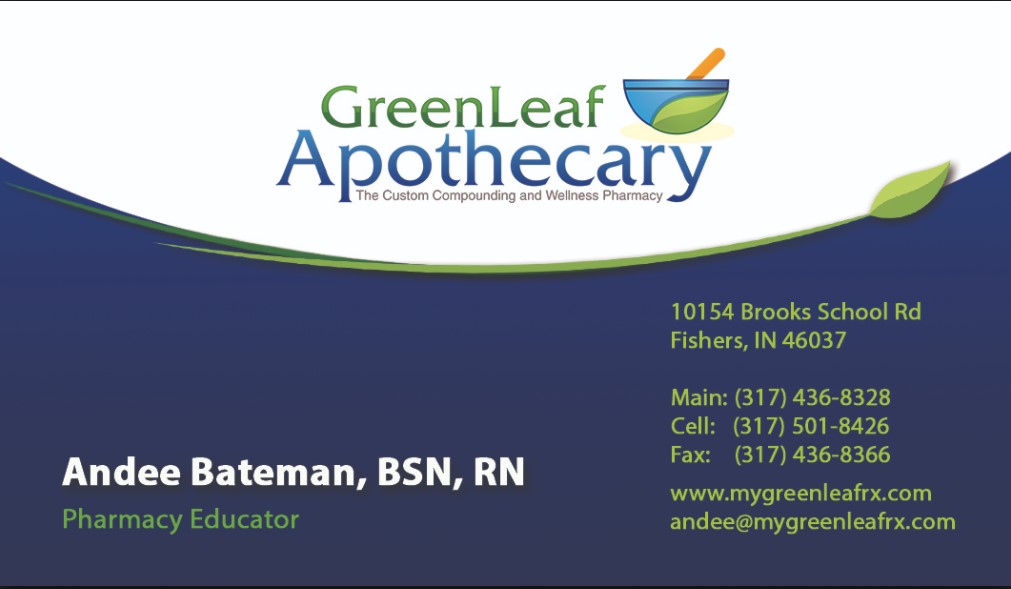 GreenLeaf
Apothecary
The Custom Compounding and Wellness Pharmacy
10154 Brooks School Rd
Fishers, IN 46037
Main: (317) 436-8328
Cell: (317) 501-8426
Fax: (317) 436-8366
www.mygreenleafrx.com
andee@mygreenleafrx.com
Andee Bateman, BSN, RN
Pharmacy Educator